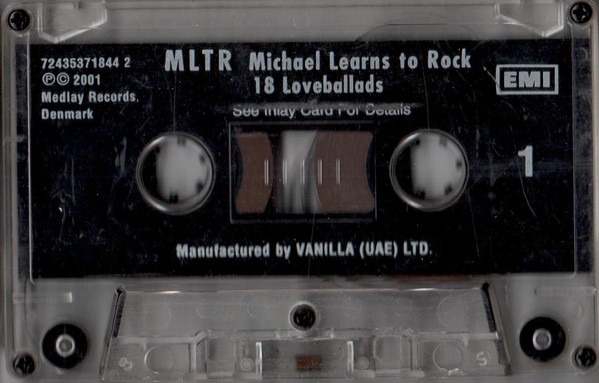 72435371844 2
℗© 2001
Medlay Records,
Denmark
MLTR Michael Learns to Rock
18 Loveballads
See Inlay Card For Details
EMI
1
Manufactured by VANILLA (UAE) LTD.